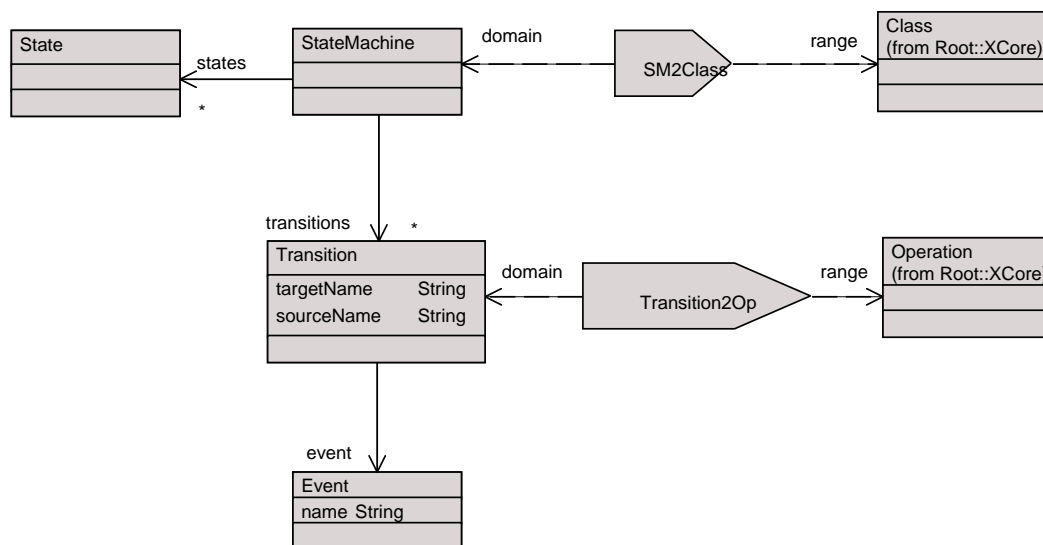 State
states
*
StateMachine
domain
SM2Class
range
Class
(from Root::XCore)
transitions
*
Transition
targetName String
sourceName String
domain
Transition2Op
range
Operation
(from Root::XCore)
event
Event
name String